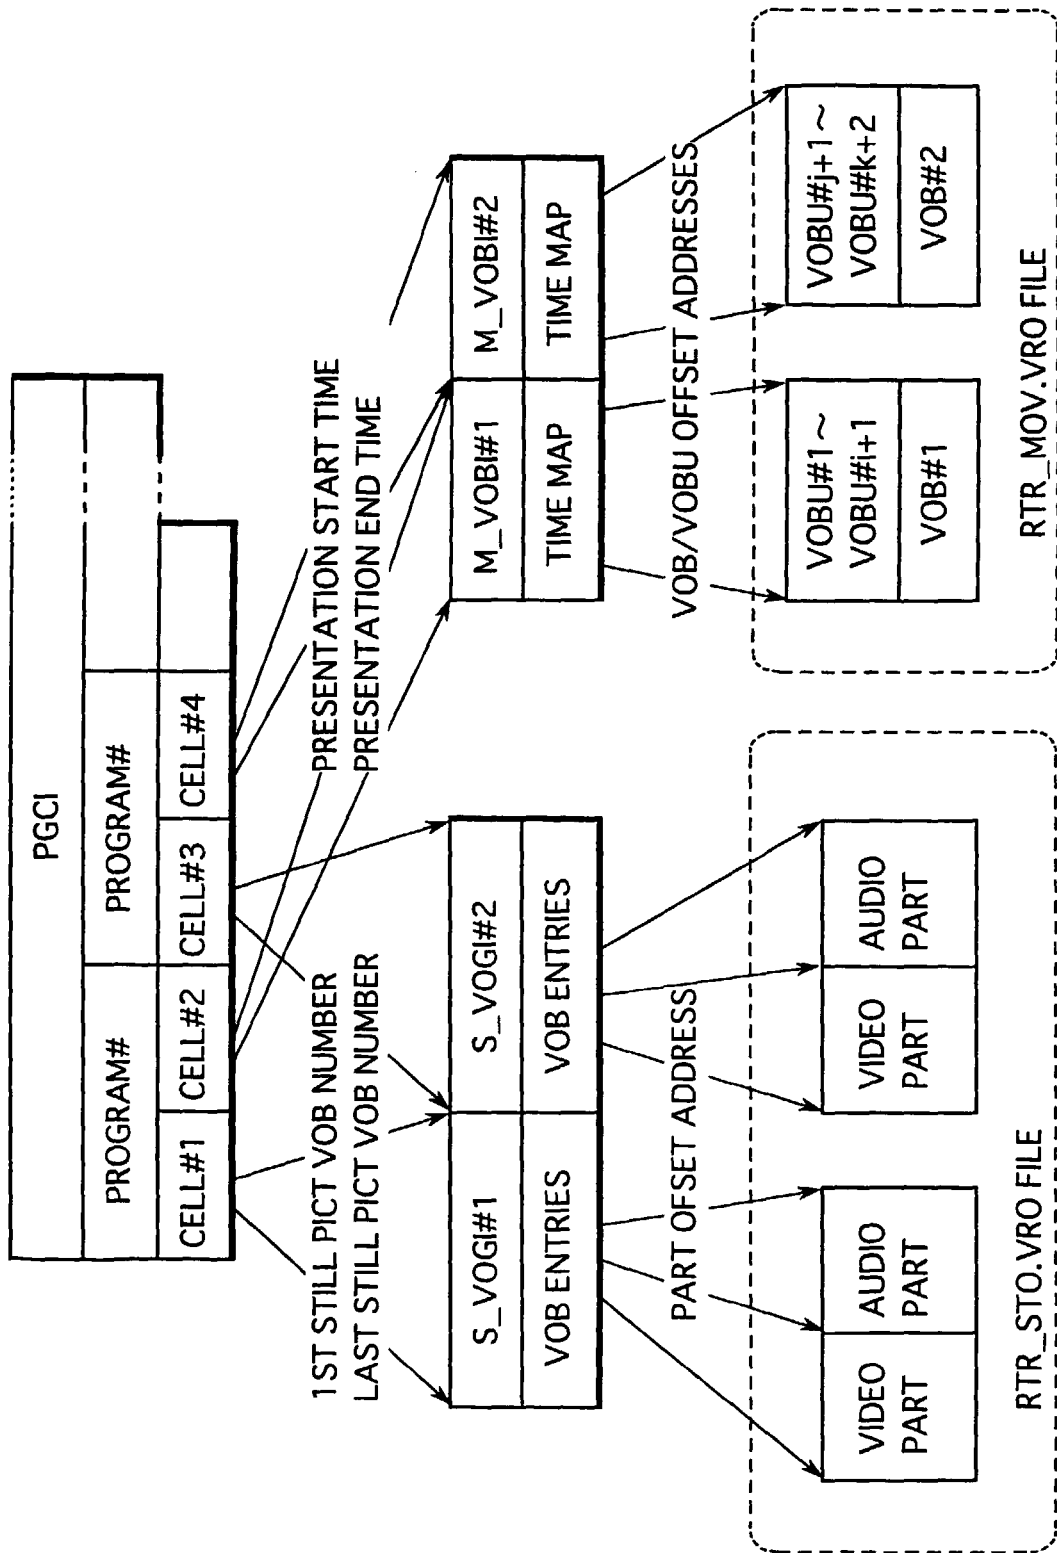 PGCI
PROGRAM#
PROGRAM#
CELL#1
CELL#2
CELL#3
CELL#4
1ST STILL PICT VOB NUMBER
LAST STILL PICT VOB NUMBER
PRESENTATION START TIME
PRESENTATION END TIME
S_VOGI#1
S_VOGI#2
VOB ENTRIES
VOB ENTRIES
M_VOBI#1
M_VOBI#2
TIME MAP
TIME MAP
PART OFSET ADDRESS
VOB/VOBU OFFSET ADDRESSES
VIDEO
PART
AUDIO
PART
VIDEO
PART
AUDIO
PART
VOBU#1~
VOBU#i+1
VOB#1
VOBU#j+1~
VOBU#k+2
VOB#2
RTR_STO.VRO FILE
RTR_MOV.VRO FILE